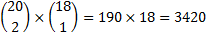 (20 2) × (18 1) = 190 × 18 = 3420